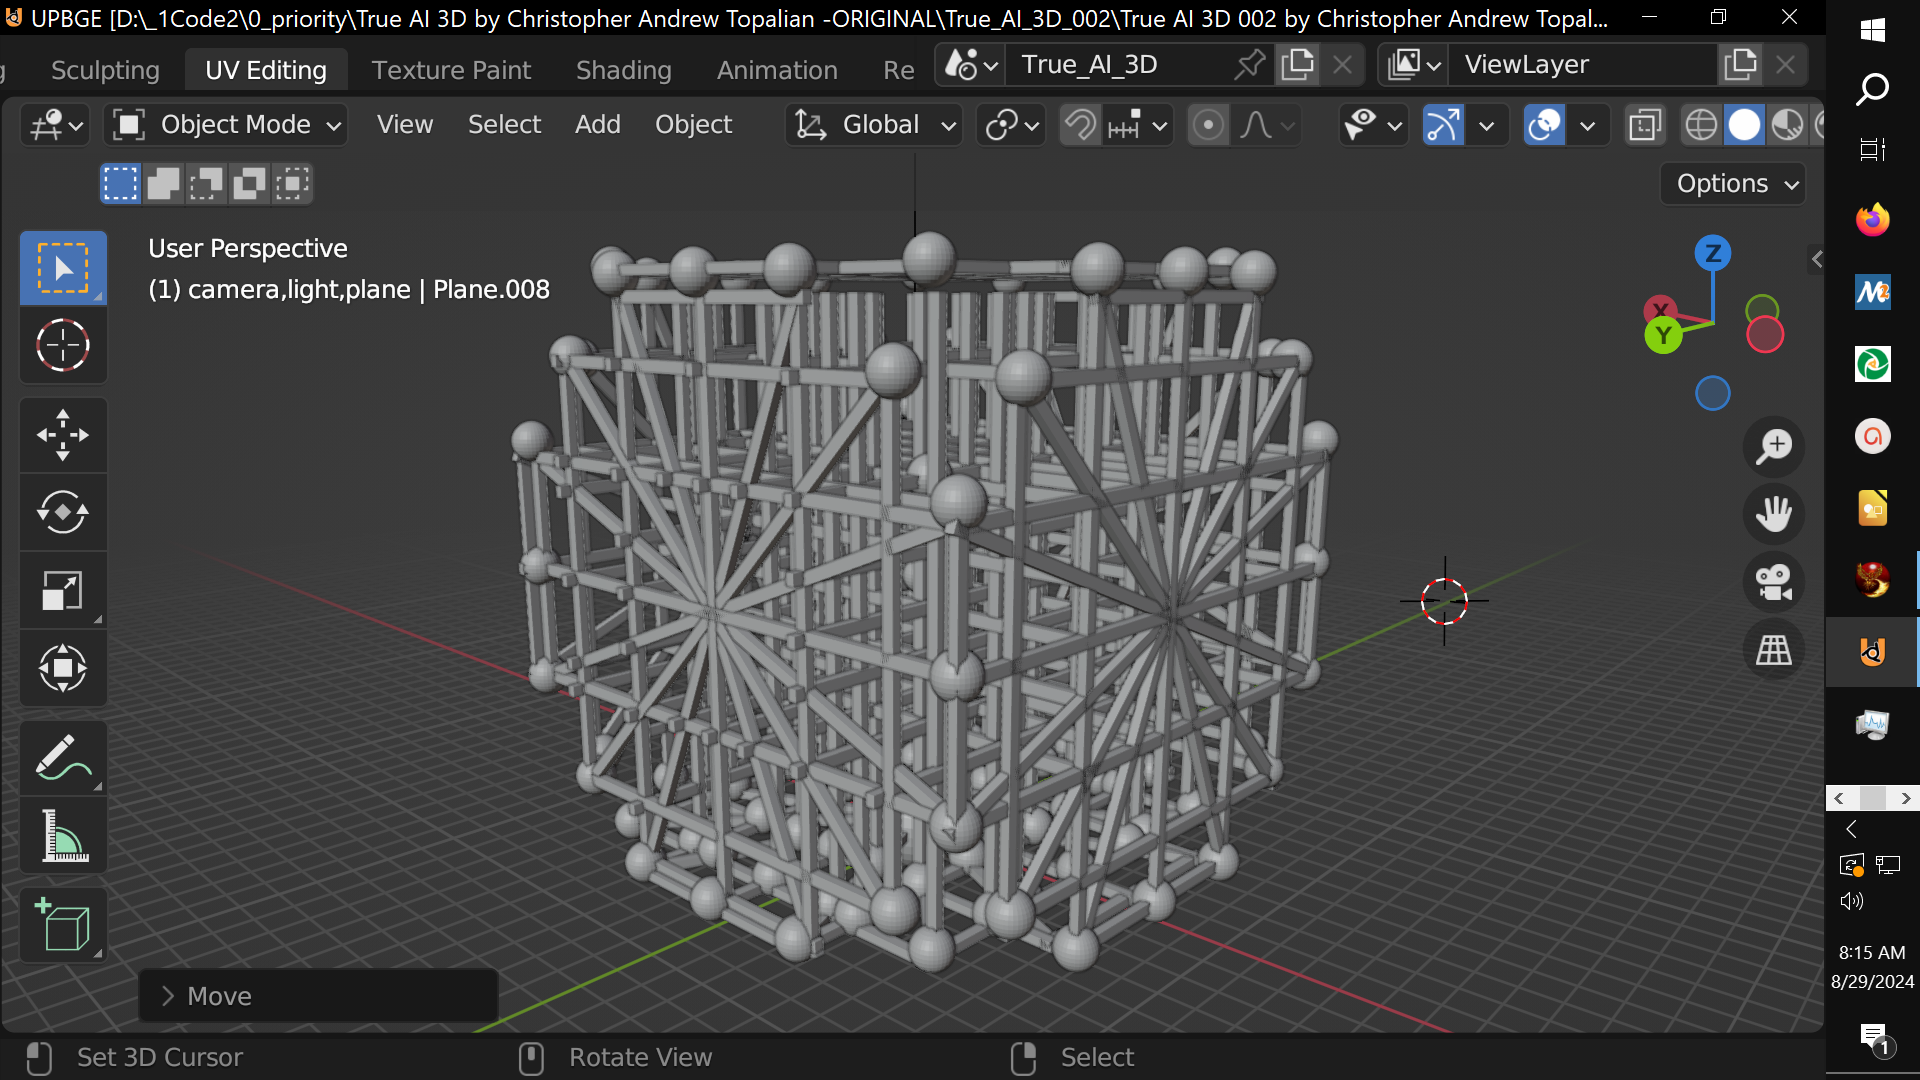 UPBGE [D:\_1Code2\0_priority\True AI 3D by Christopher Andrew Topalian -ORIGINAL\True_AI_3D_002\True AI 3D 002 by Christopher Andrew Topal...
Sculpting UV Editing Texture Paint Shading Animation Re True_AI_3D ViewLayer
Object Mode View Select Add Object Global
Options
User Perspective
(1) camera,light,plane | Plane.008
Z
X
Y
Move
Set 3D Cursor Rotate View Select
8:15 AM
8/29/2024
1